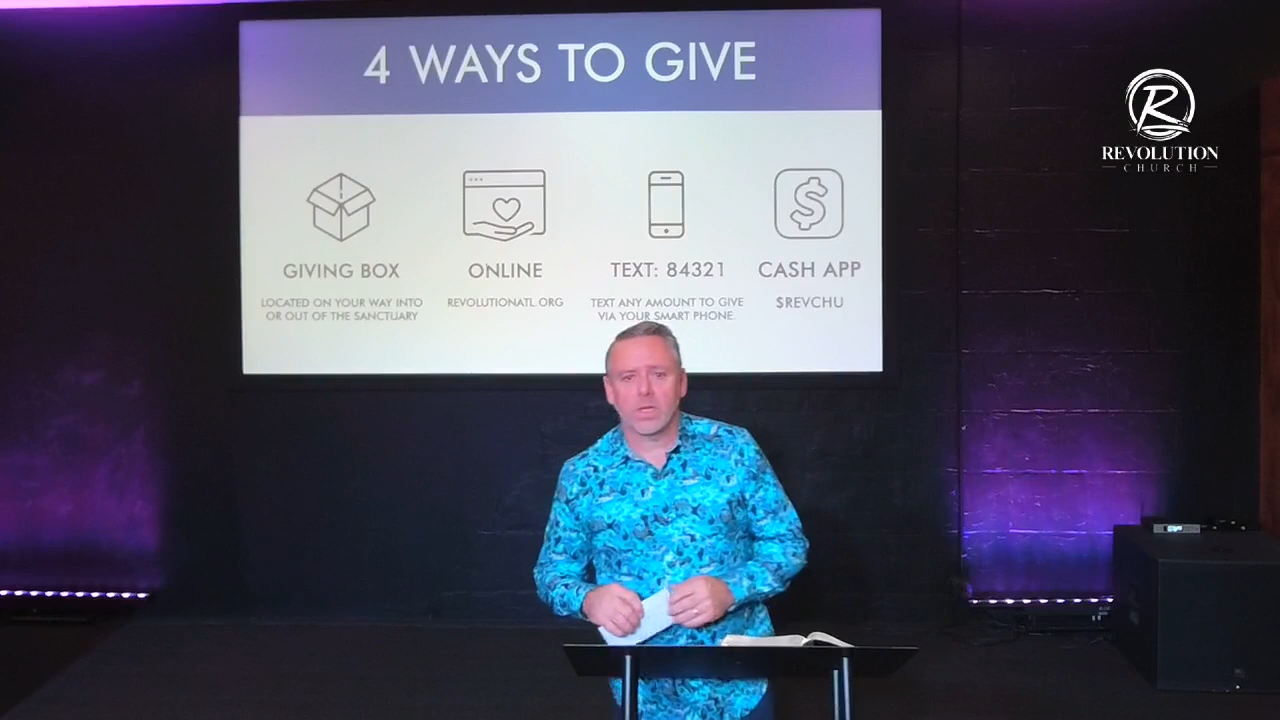 4 WAYS TO GIVE
GIVING BOX
LOCATED ON YOUR WAY INTO
OR OUT OF THE SANCTUARY
ONLINE
REVOLUTIONATL.ORG
TEXT: 84321
TEXT ANY AMOUNT TO GIVE
VIA YOUR SMART PHONE.
CASH APP
$REVCHU
R
REVOLUTION
CHURCH